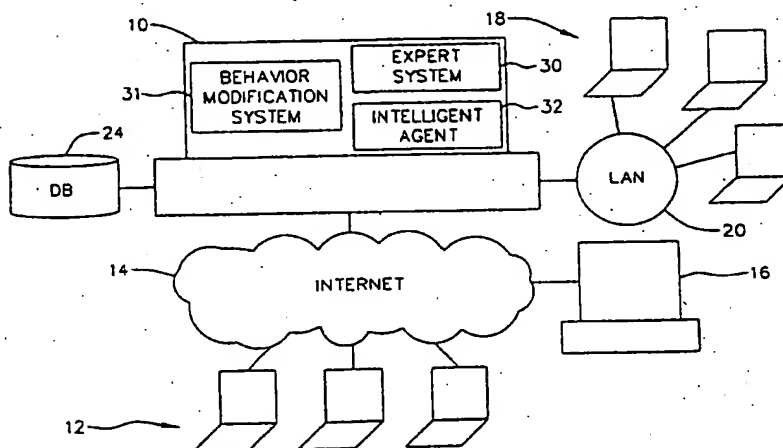 10
18
EXPERT
SYSTEM
30
31
BEHAVIOR
MODIFICATION
SYSTEM
32
INTELLIGENT
AGENT
24
DB
LAN
20
14
INTERNET
16
12